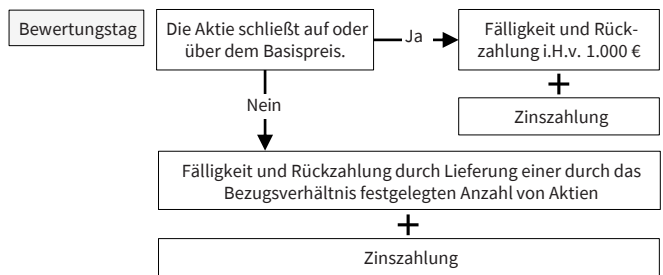 Bewertungstag
Die Aktie schließt auf oder
über dem Basispreis.
Ja
Fälligkeit und Rück-
zahlung i.H.v. 1.000 €
+
Zinszahlung
Nein
Fälligkeit und Rückzahlung durch Lieferung einer durch das
Bezugsverhältnis festgelegten Anzahl von Aktien
+
Zinszahlung